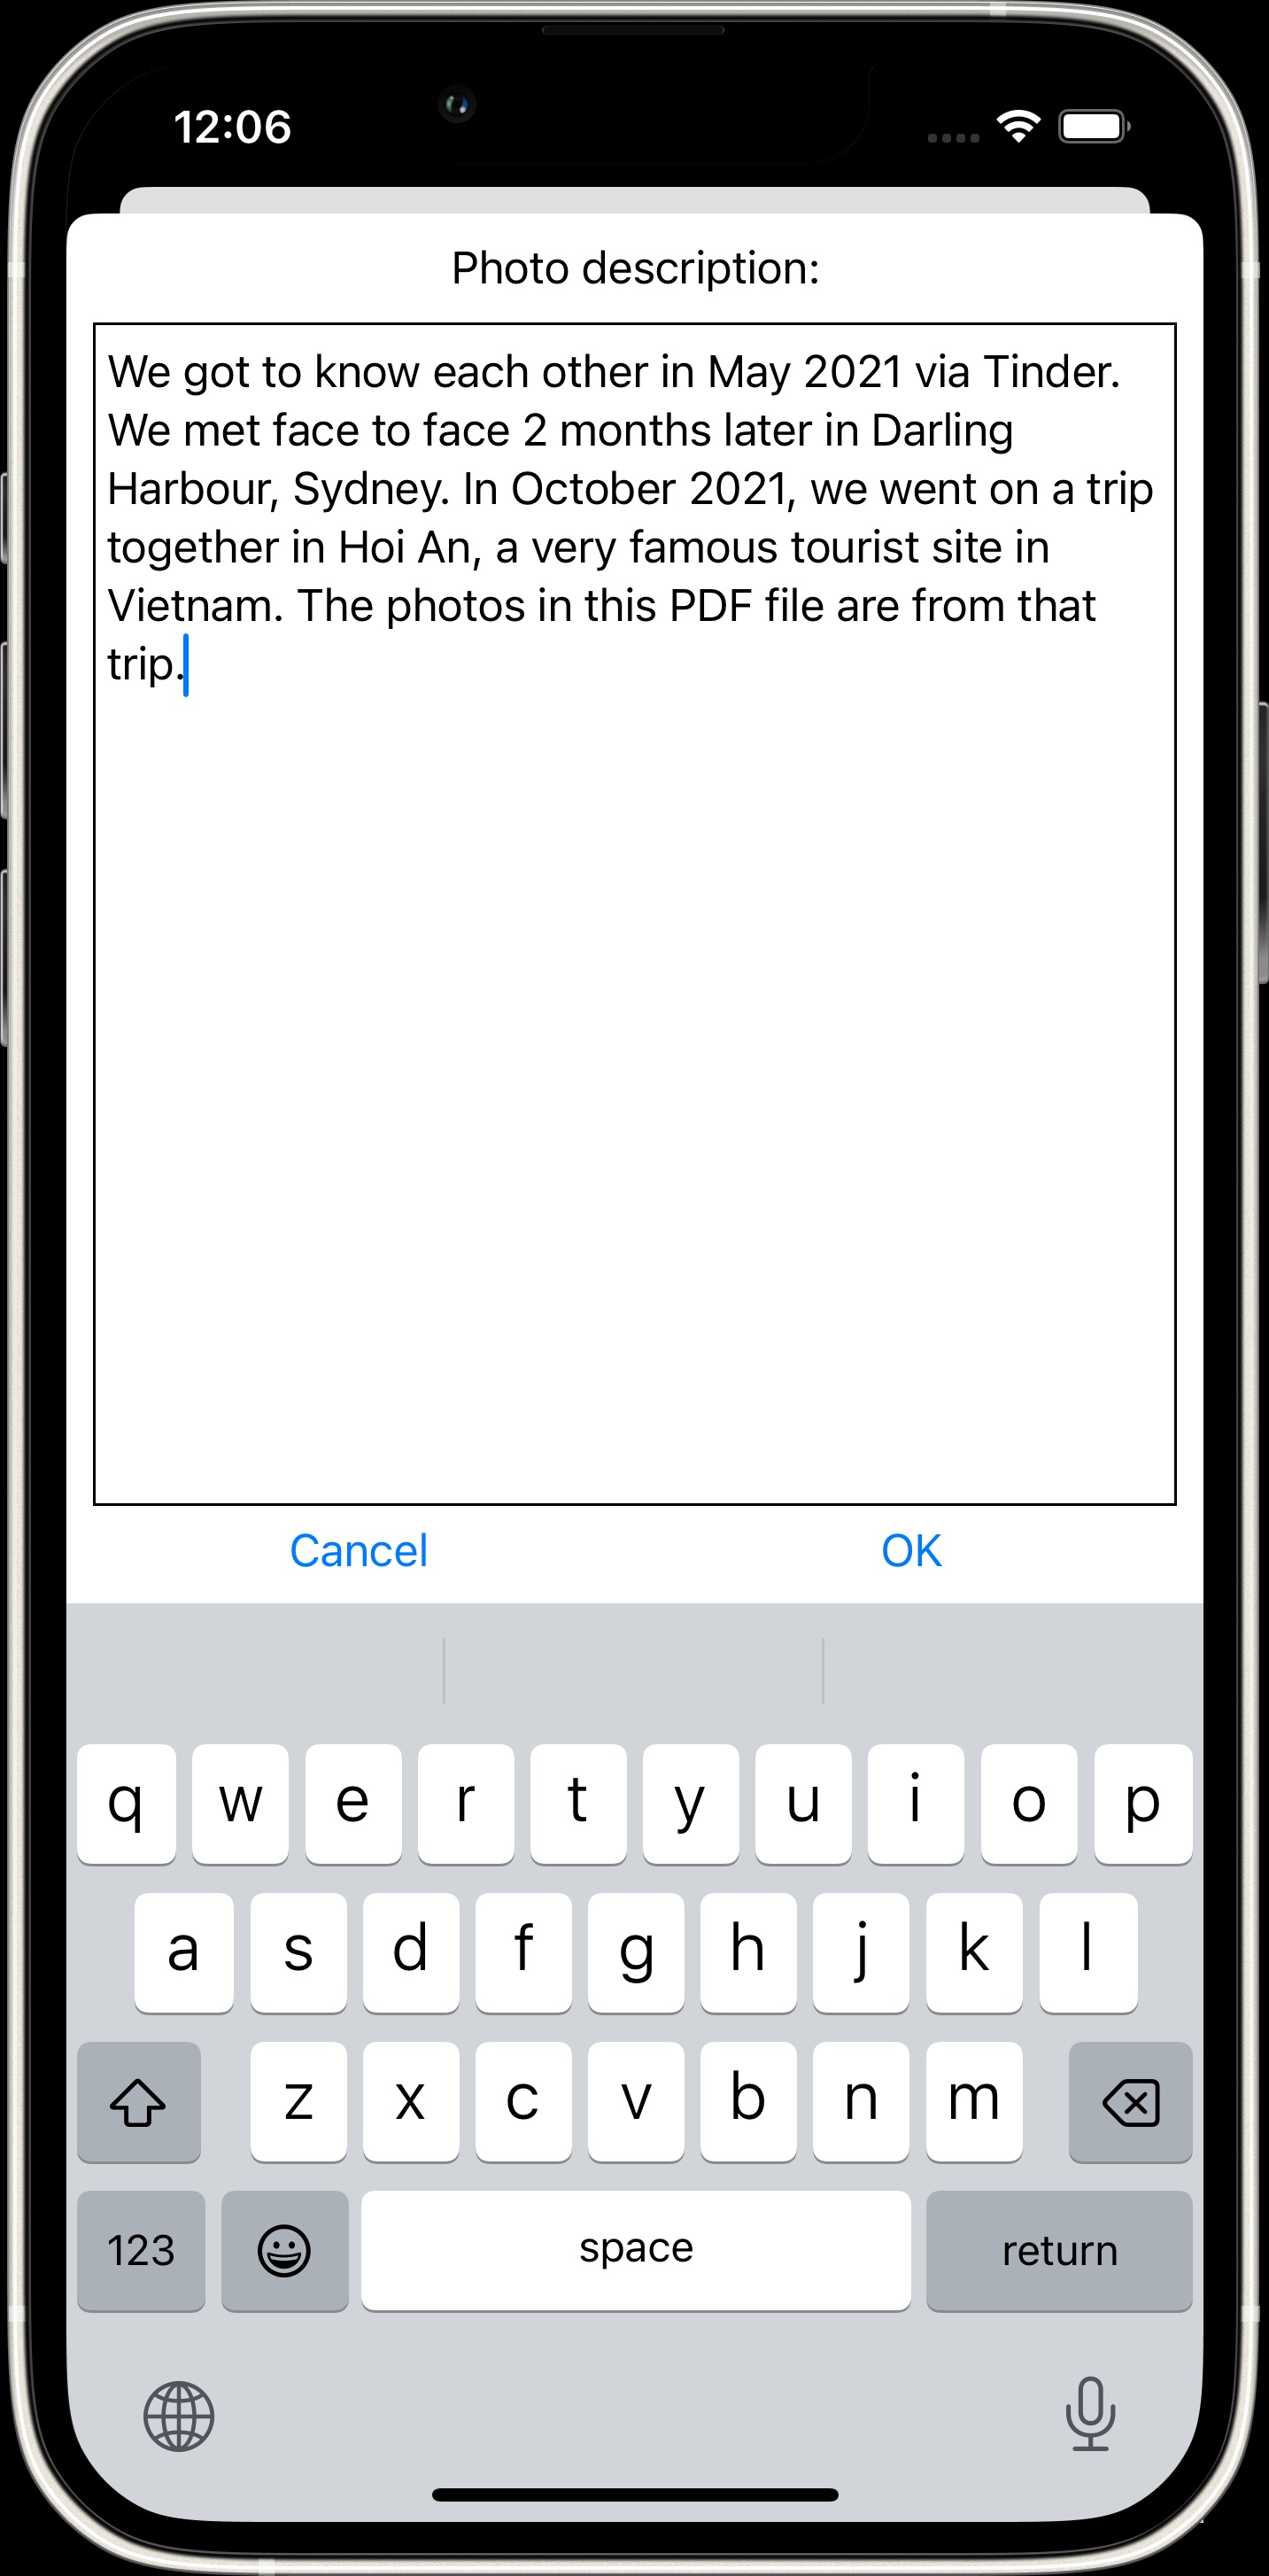 12:06
Photo description:
We got to know each other in May 2021 via Tinder.
We met face to face 2 months later in Darling
Harbour, Sydney. In October 2021, we went on a trip
together in Hoi An, a very famous tourist site in
Vietnam. The photos in this PDF file are from that
trip.
Cancel OK
q w e r t y u i o p
a s d f g h j k l
z x c v b n m
123 space return